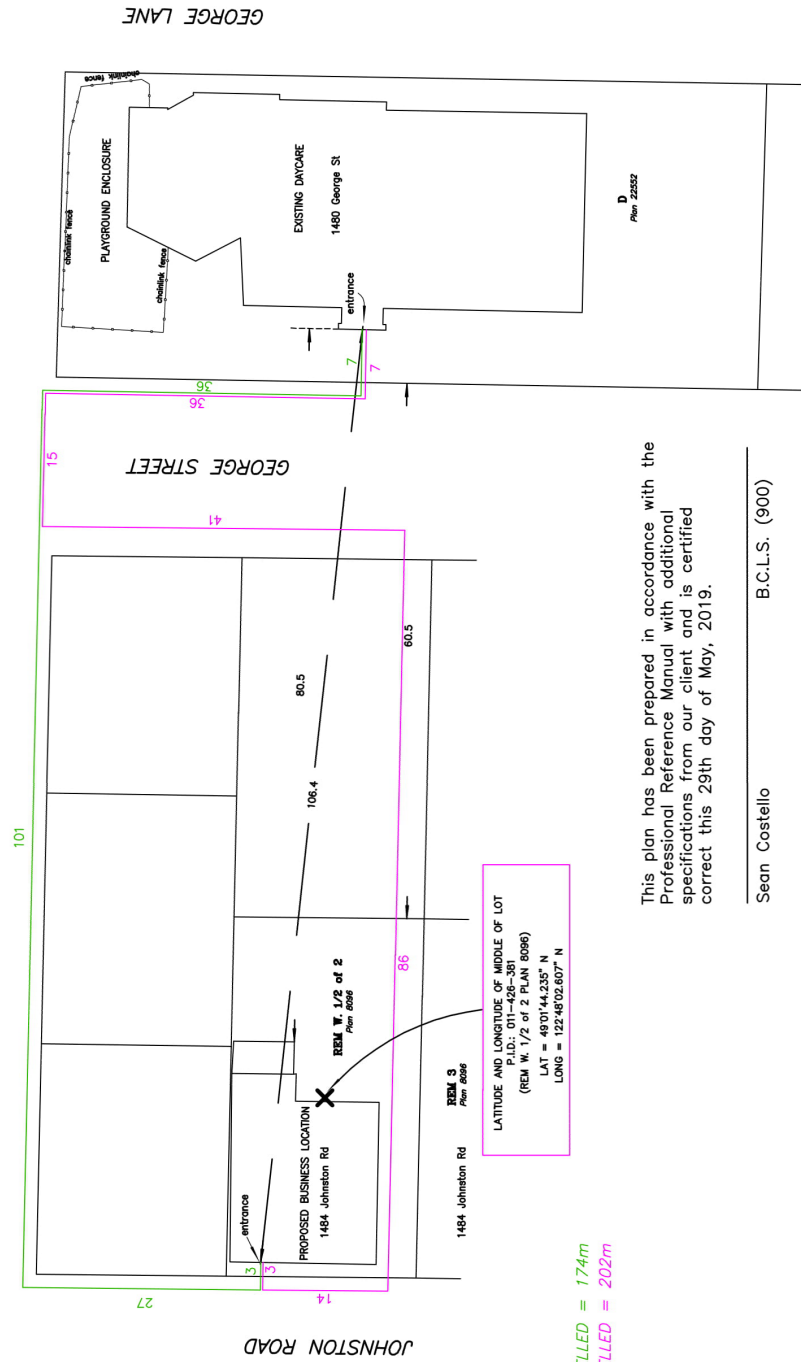 GEORGE LANE
chainlink fence
chainlink fence
PLAYGROUND ENCLOSURE
chainlink fence
EXISTING DAYCARE
1480 George St
entrance
D
Plan 22552
7
7
36
36
15
GEORGE STREET
41
101
80.5
106.4
60.5
86
REM W. 1/2 of 2
Plan 8096
REM 3
Plan 8096
1484 Johnston Rd
PROPOSED BUSINESS LOCATION
1484 Johnston Rd
entrance
3
3
27
14
JOHNSTON ROAD
LATITUDE AND LONGITUDE OF MIDDLE OF LOT
P.I.D.: 011-426-381
(REM W. 1/2 of 2 PLAN 8096)
LAT = 49°01'44.235" N
LONG = 122°48'02.607" N
This plan has been prepared in accordance with the
Professional Reference Manual with additional
specifications from our client and is certified
correct this 29th day of May, 2019.
Sean Costello B.C.L.S. (900)
LLED = 174m
LLED = 202m